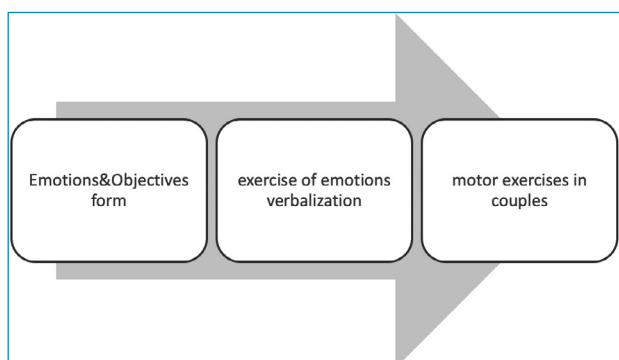 Emotions&Objectives
form
exercise of emotions
verbalization
motor exercises in
couples